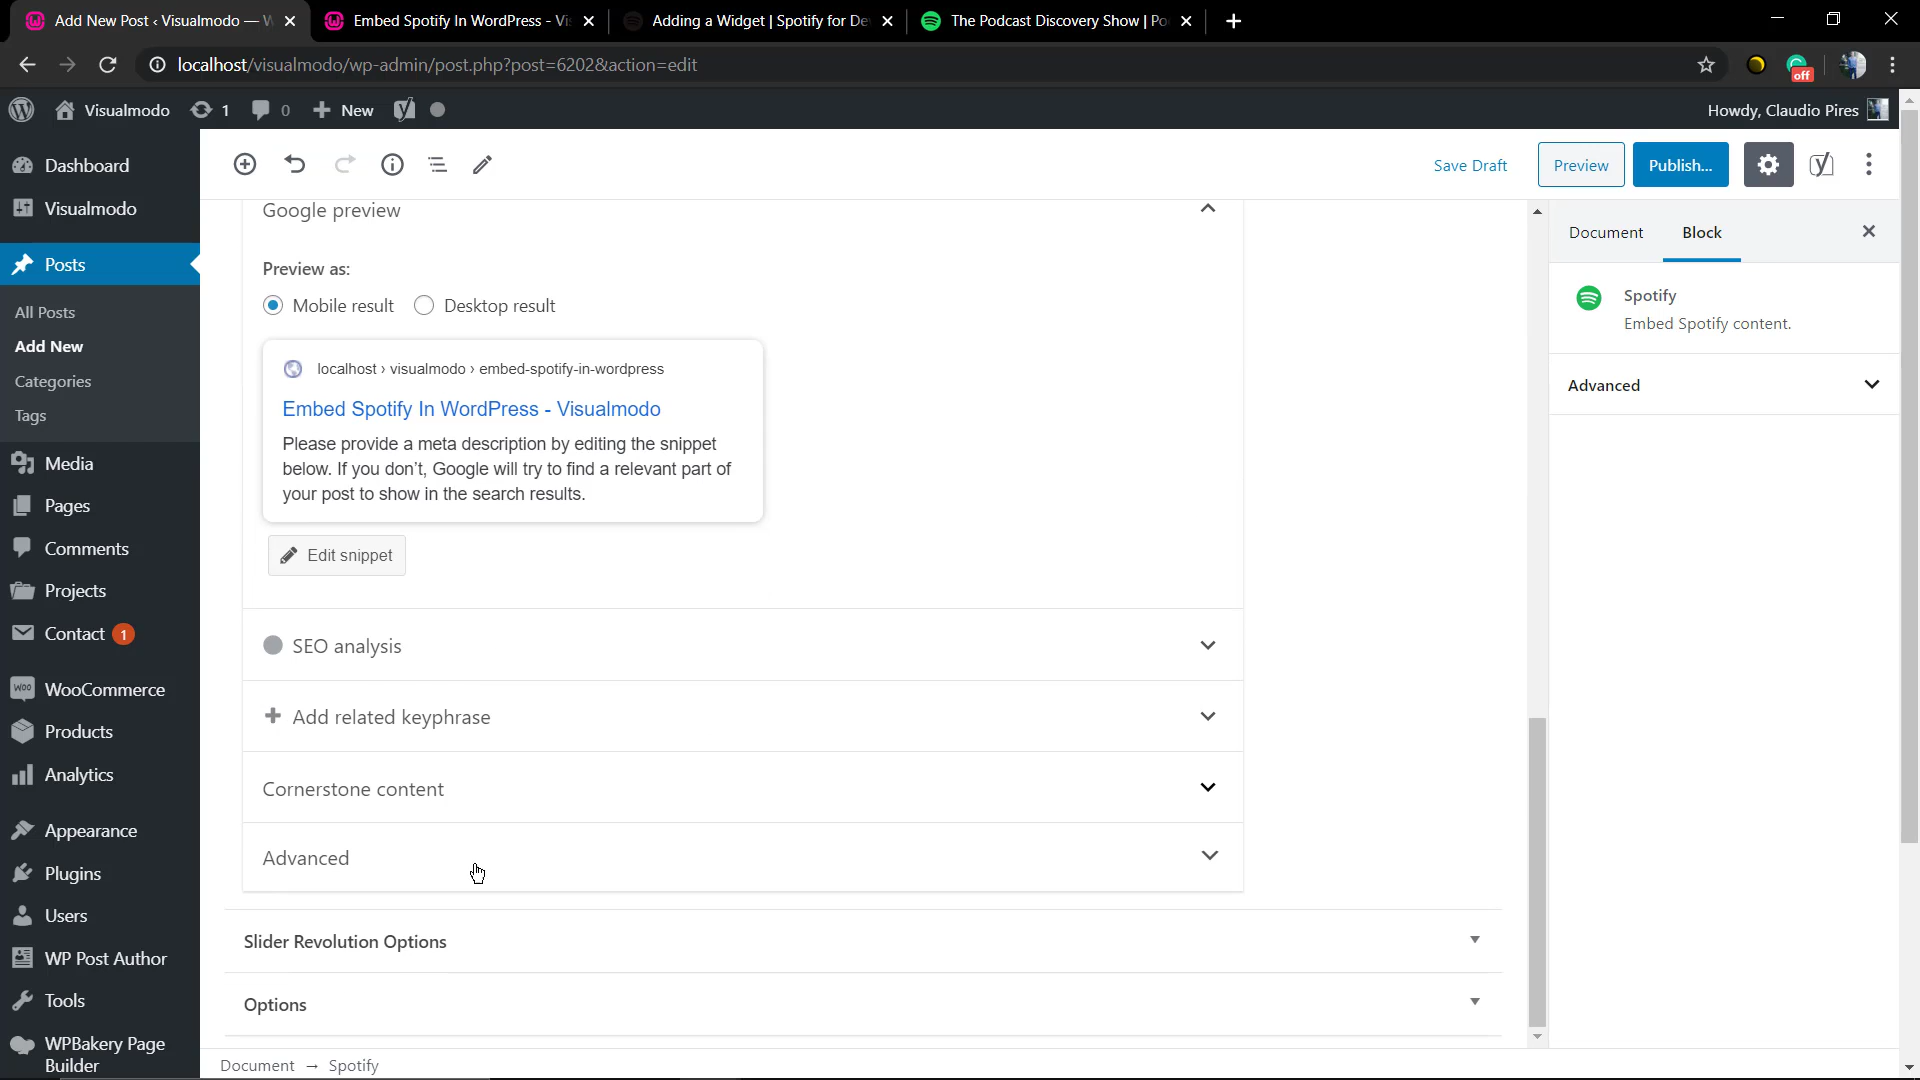 Add New Post ‹ Visualmodo —
Embed Spotify In WordPress -
Adding a Widget | Spotify for
The Podcast Discovery Show |
localhost/visualmodo/wp-admin/post.php?post=6202&action=edit
off
Visualmodo
1
0
New
Howdy, Claudio Pires
Dashboard
Visualmodo
Posts
All Posts
Add New
Categories
Tags
Media
Pages
Comments
Projects
Contact 1
Woo WooCommerce
Products
Analytics
Appearance
Plugins
Users
WP Post Author
Tools
WPBakery Page
Builder
Save Draft
Preview
Publish...
Google preview
Preview as:
Mobile result
Desktop result
localhost › visualmodo › embed-spotify-in-wordpress
Embed Spotify In WordPress - Visualmodo
Please provide a meta description by editing the snippet
below. If you don’t, Google will try to find a relevant part of
your post to show in the search results.
Edit snippet
SEO analysis
Add related keyphrase
Cornerstone content
Advanced
Slider Revolution Options
Options
Document → Spotify
Document
Block
Spotify
Embed Spotify content.
Advanced